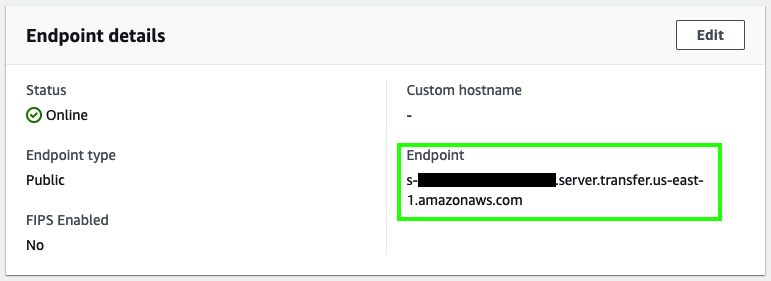 Endpoint details
Edit
Status
Online
Endpoint type
Public
FIPS Enabled
No
Custom hostname
-
Endpoint
s-.server.transfer.us-east-
1.amazonaws.com